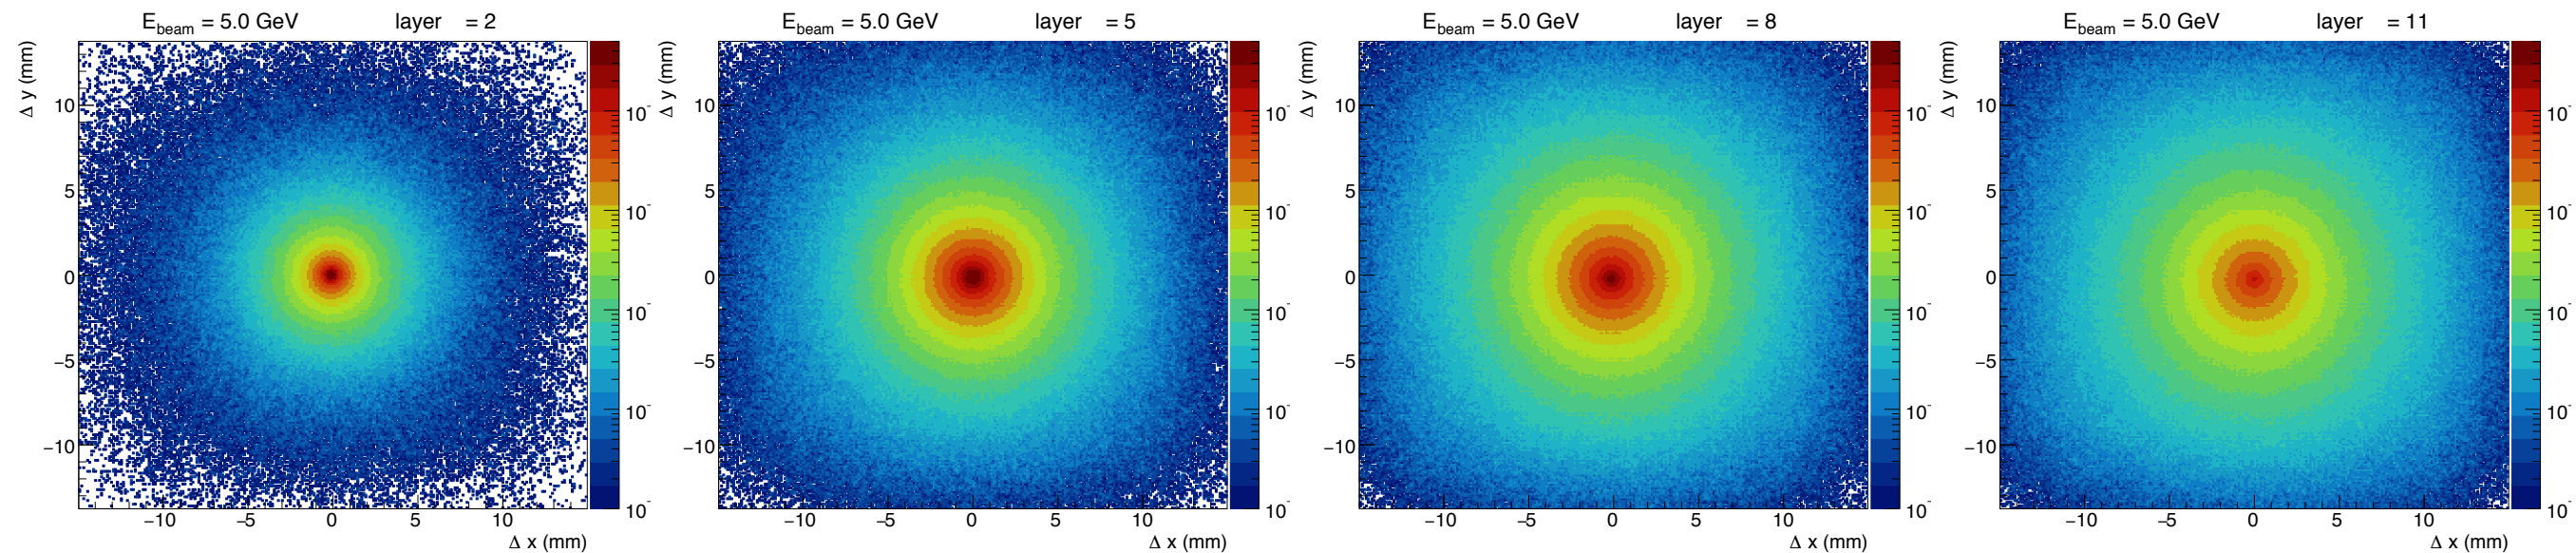 E_beam = 5.0 GeV layer = 2
Δ y (mm)
10
5
0
−5
−10
−10 −5 0 5 10
Δ x (mm)
10-
10-
10-
10-
10-
E_beam = 5.0 GeV layer = 5
Δ y (mm)
10
5
0
−5
−10
−10 −5 0 5 10
Δ x (mm)
10-
10-
10-
10-
10-
E_beam = 5.0 GeV layer = 8
Δ y (mm)
10
5
0
−5
−10
−10 −5 0 5 10
Δ x (mm)
10-
10-
10-
10-
10-
E_beam = 5.0 GeV layer = 11
Δ y (mm)
10
5
0
−5
−10
−10 −5 0 5 10
Δ x (mm)
10-
10-
10-
10-
10